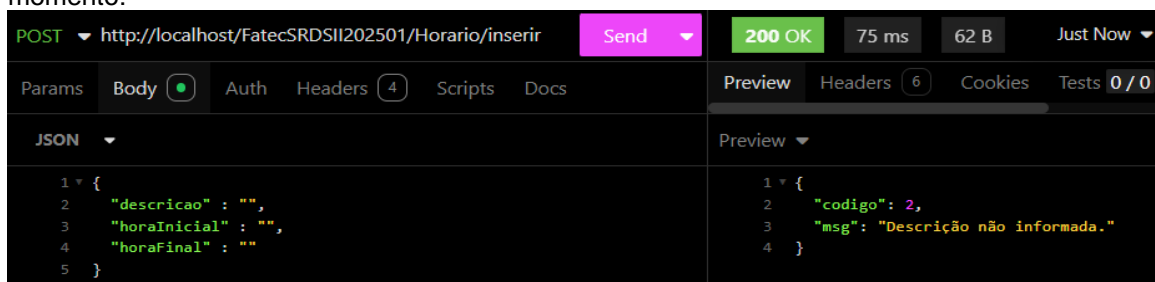 momento.
POST http://localhost/FatecSRDSII202501/Horario/inserir Send 200 OK 75 ms 62 B Just Now
Params Body Auth Headers 4 Scripts Docs Preview Headers 6 Cookies Tests 0 / 0
JSON Preview
1 { 1 {
2 "descricao" : "", 2 "codigo": 2,
3 "horaInicial" : "", 3 "msg": "Descrição não informada."
4 "horaFinal" : "" 4 }
5 }